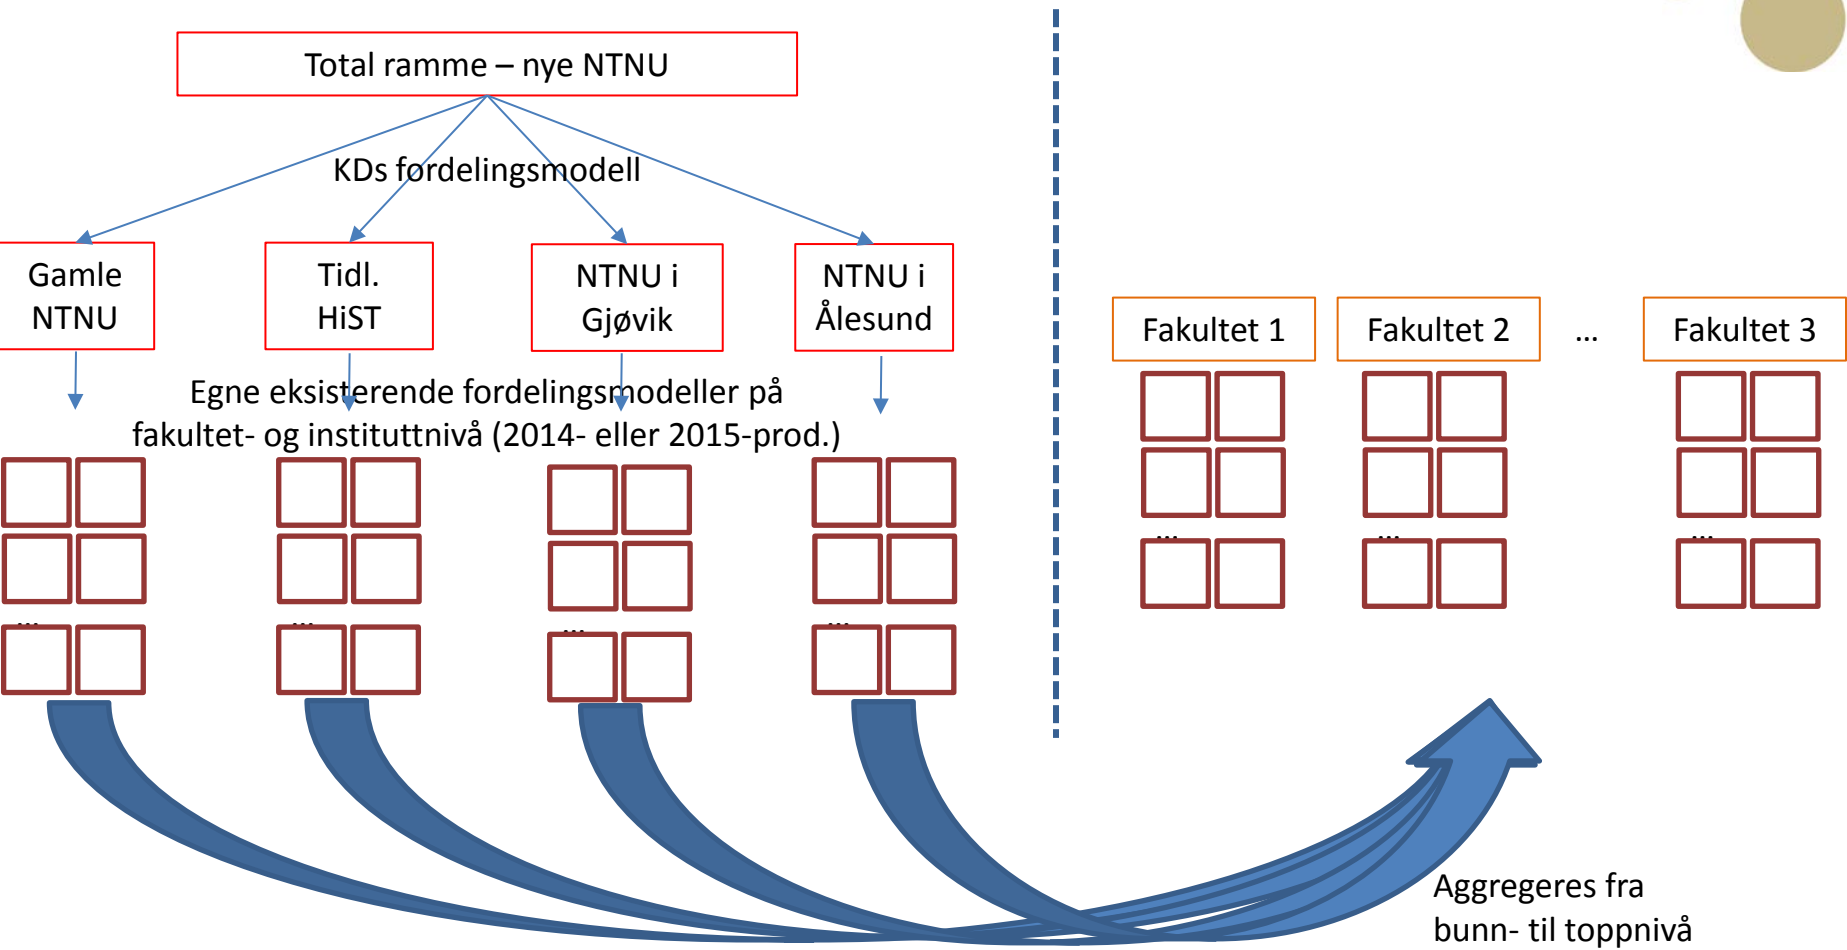 Total ramme – nye NTNU
KDs fordelingsmodell
Gamle
NTNU
Tidl.
HiST
NTNU i
Gjøvik
NTNU i
Ålesund
Egne eksisterende fordelingsmodeller på
fakultet- og instituttnivå (2014- eller 2015-prod.)
...
...
...
...
Fakultet 1
Fakultet 2
...
Fakultet 3
...
...
...
Aggregeres fra
bunn- til toppnivå